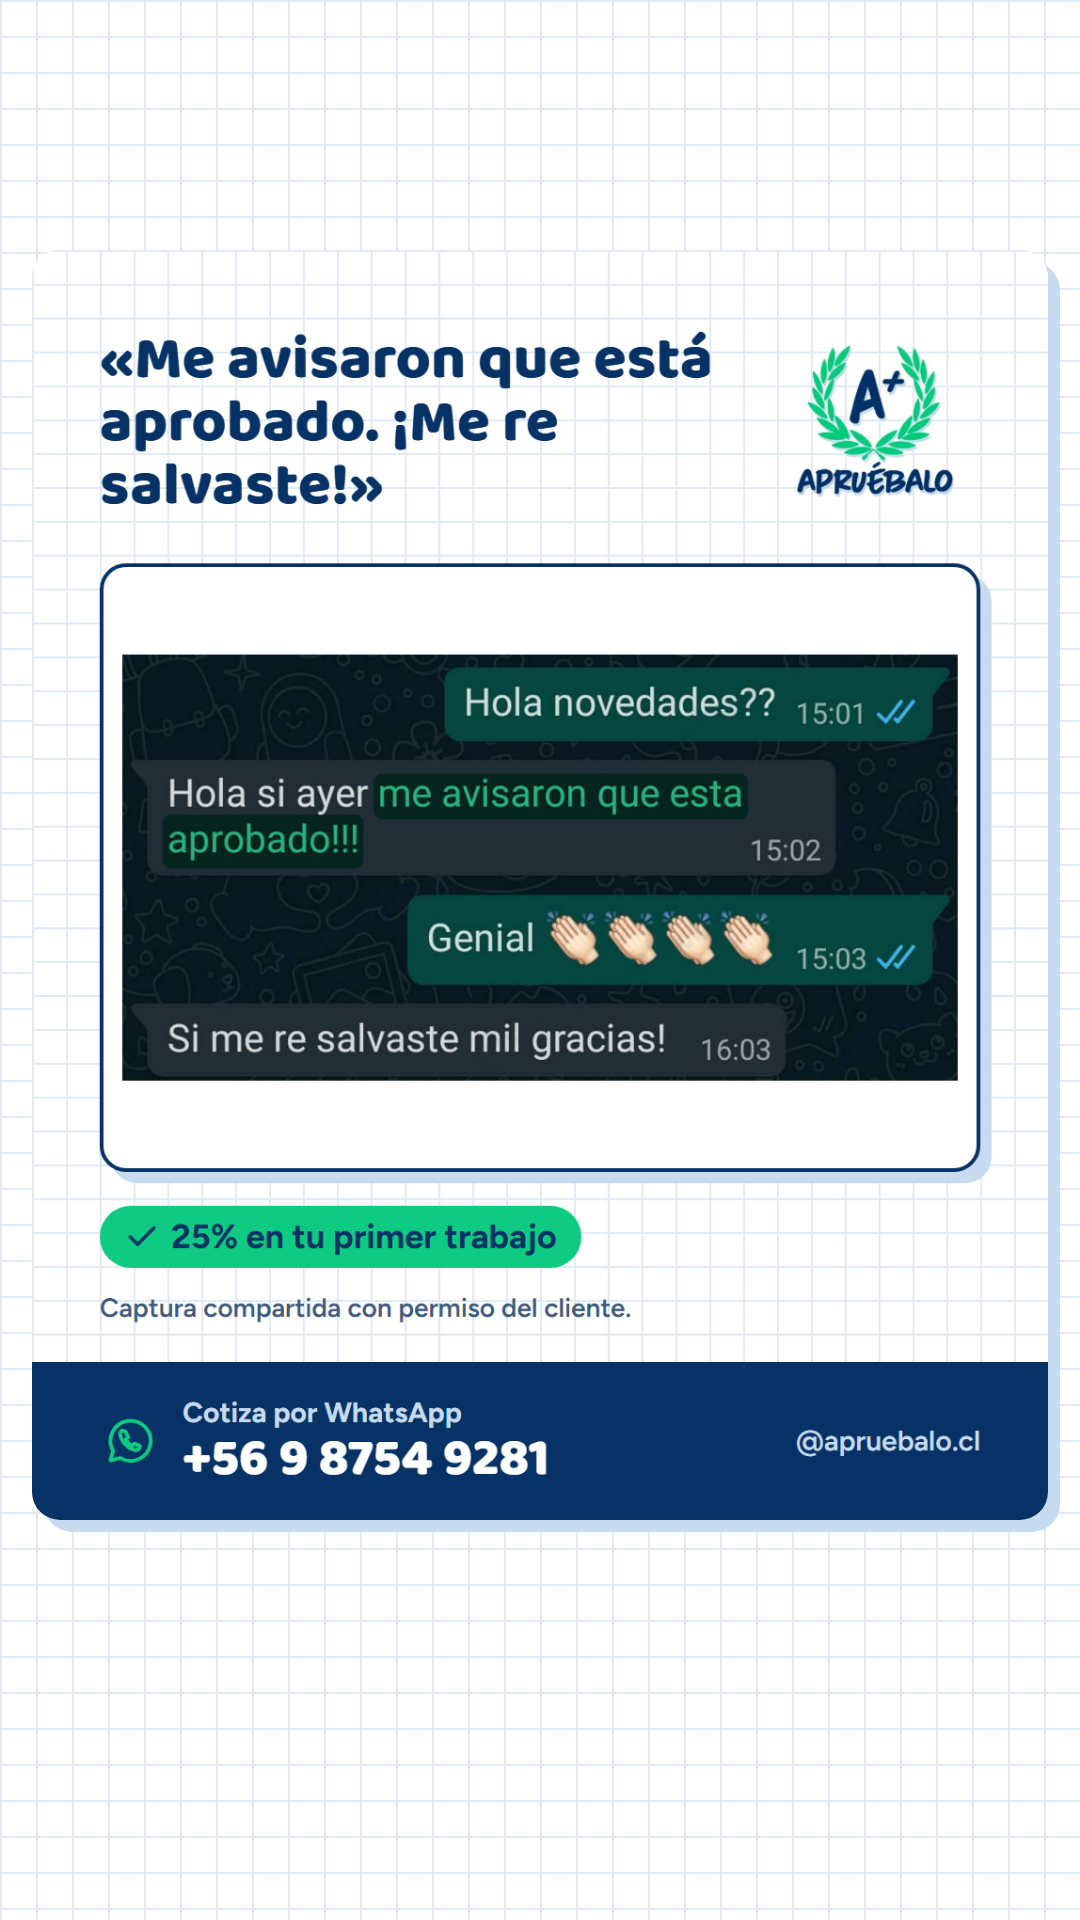 «Me avisaron que está
aprobado. ¡Me re
salvaste!»
A+
APRUÉBALO
Hola novedades?? 15:01
Hola si ayer me avisaron que esta
aprobado!!! 15:02
Genial 👏🏻👏🏻👏🏻👏🏻 15:03
Si me re salvaste mil gracias! 16:03
25% en tu primer trabajo
Captura compartida con permiso del cliente.
Cotiza por WhatsApp
+56 9 8754 9281
@apruebalo.cl